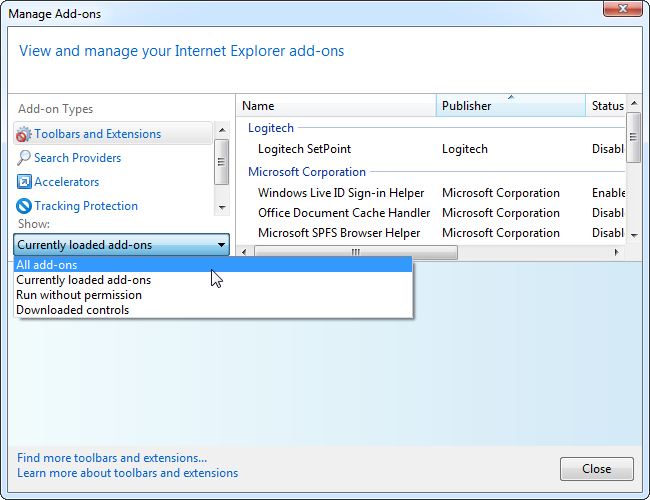 Manage Add-ons
View and manage your Internet Explorer add-ons
Add-on Types
Toolbars and Extensions
Search Providers
Accelerators
Tracking Protection
Show:
Currently loaded add-ons
All add-ons
Currently loaded add-ons
Run without permission
Downloaded controls
Name Publisher Status
Logitech
Logitech SetPoint Logitech Disabl
Microsoft Corporation
Windows Live ID Sign-in Helper Microsoft Corporation Enable
Office Document Cache Handler Microsoft Corporation Disabl
Microsoft SPFS Browser Helper Microsoft Corporation Disabl
Find more toolbars and extensions...
Learn more about toolbars and extensions
Close